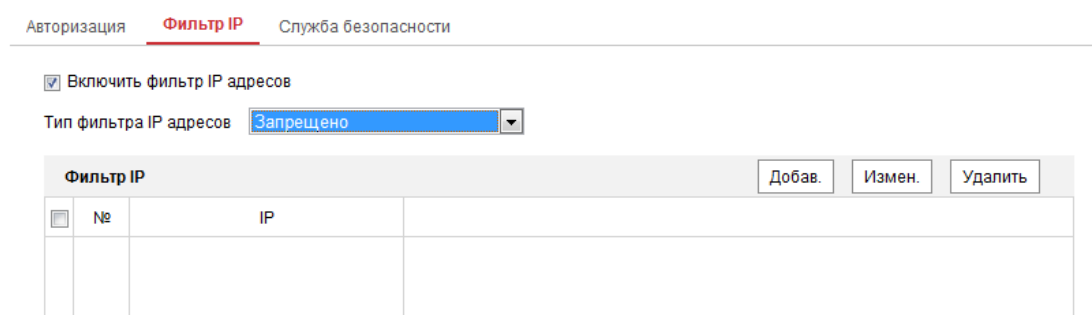 Авторизация Фильтр IP Служба безопасности
Включить фильтр IP адресов
Тип фильтра IP адресов Запрещено
Фильтр IP Добав. Измен. Удалить
№ IP